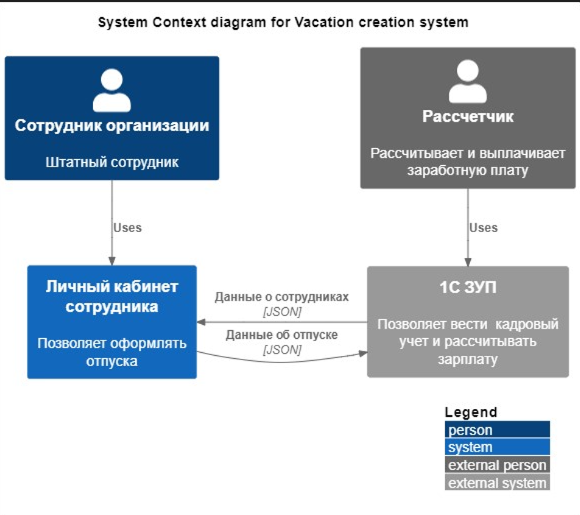 System Context diagram for Vacation creation system
Сотрудник организации
Штатный сотрудник
Рассчетчик
Рассчитывает и выплачивает
заработную плату
Uses
Uses
Личный кабинет
сотрудника
Позволяет оформлять
отпуска
Данные о сотрудниках
[JSON]
Данные об отпуске
[JSON]
1С ЗУП
Позволяет вести кадровый
учет и рассчитывать
зарплату
Legend
person
system
external person
external system